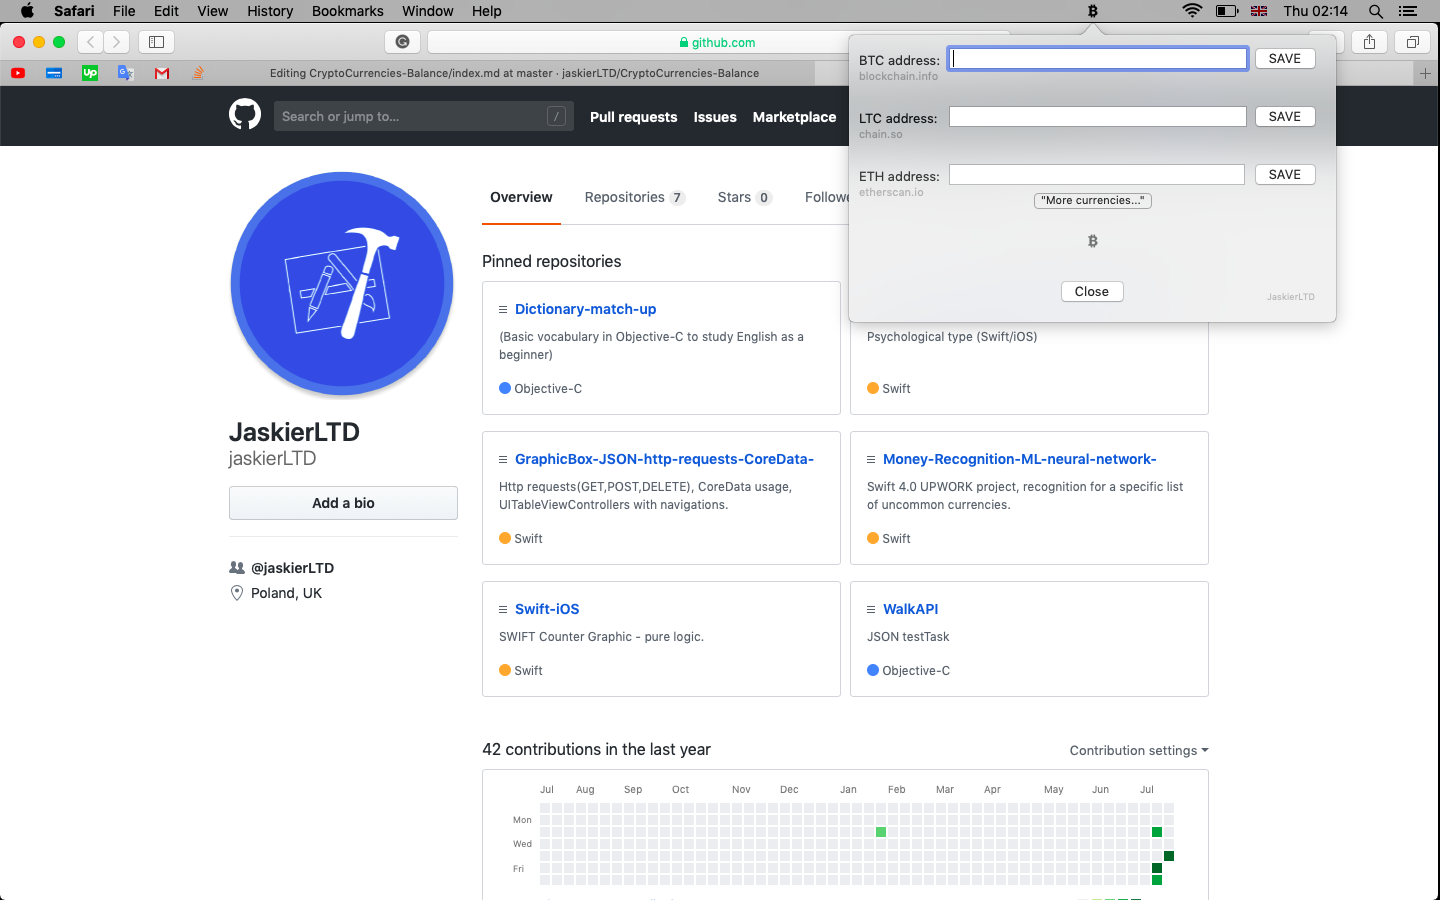 Safari File Edit View History Bookmarks Window Help
Thu 02:14
github.com
Up
G
Editing CryptoCurrencies-Balance/index.md at master · jaskierLTD/CryptoCurrencies-Balance
BTC address: SAVE
blockchain.info
LTC address: SAVE
chain.so
ETH address: SAVE
etherscan.io
"More currencies..."
Close
JaskierLTD
Search or jump to... /
Pull requests Issues Marketplace
Overview Repositories 7 Stars 0 Followe
JaskierLTD
jaskierLTD
Add a bio
@jaskierLTD
Poland, UK
Pinned repositories
Dictionary-match-up
(Basic vocabulary in Objective-C to study English as a
beginner)
Objective-C
Psychological type (Swift/iOS)
Swift
GraphicBox-JSON-http-requests-CoreData-
Http requests(GET,POST,DELETE), CoreData usage,
UITableViewControllers with navigations.
Swift
Money-Recognition-ML-neural-network-
Swift 4.0 UPWORK project, recognition for a specific list
of uncommon currencies.
Swift
Swift-iOS
SWIFT Counter Graphic - pure logic.
Swift
WalkAPI
JSON testTask
Objective-C
42 contributions in the last year
Contribution settings
Jul Aug Sep Oct Nov Dec Jan Feb Mar Apr May Jun Jul
Mon
Wed
Fri